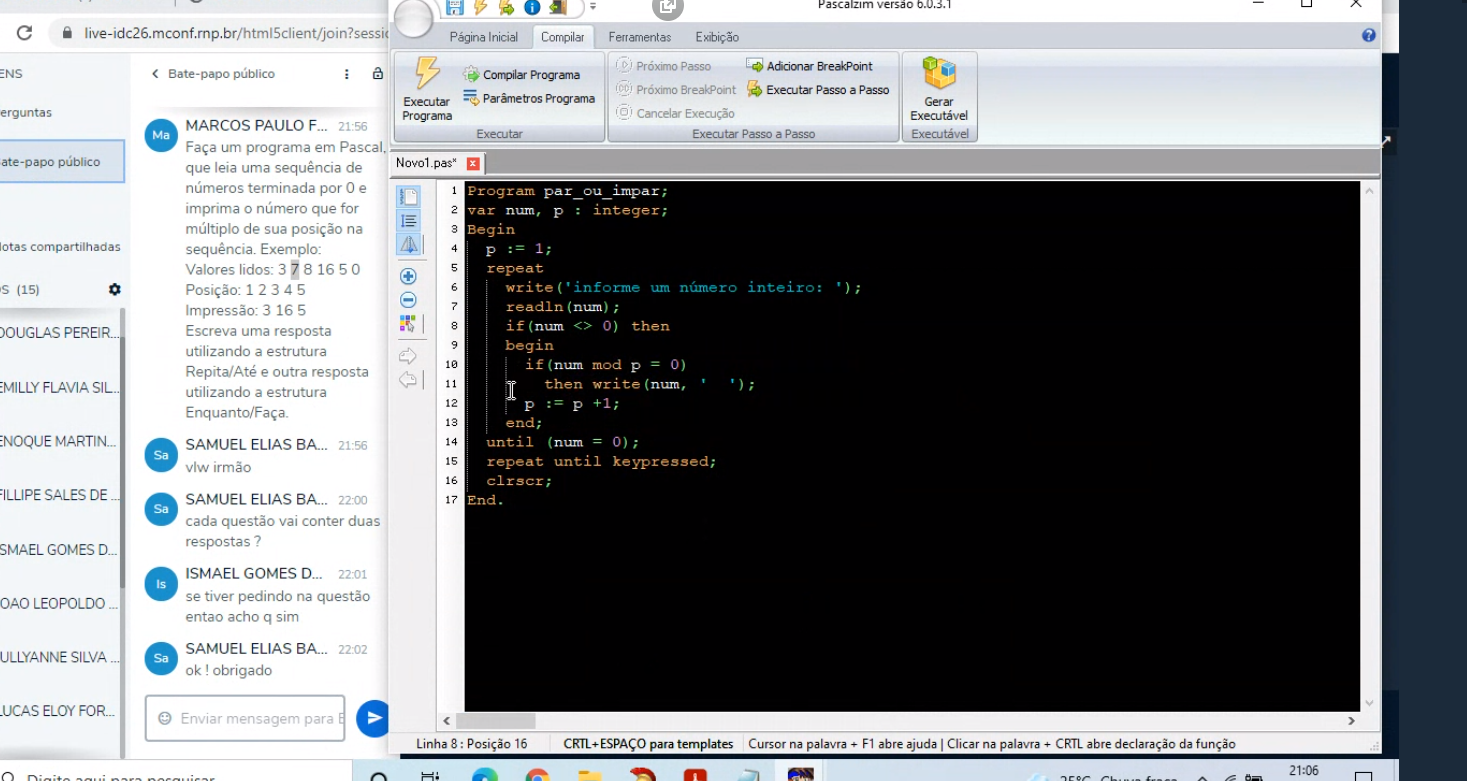 Pascalzim versão 6.0.3.1
live-idc26.mconf.rnp.br/html5client/join?sessi
Página Inicial
Compilar
Ferramentas
Exibição
Executar Programa
Compilar Programa
Parâmetros Programa
Executar
Próximo Passo
Próximo BreakPoint
Cancelar Execução
Adicionar BreakPoint
Executar Passo a Passo
Executar Passo a Passo
Gerar Executável
Executável
ENS
erguntas
ate-papo público
lotas compartilhadas
S (15)
DOUGLAS PEREIR...
EMILLY FLAVIA SIL...
ENOQUE MARTIN...
FILLIPE SALES DE ...
SMAEL GOMES D...
OAO LEOPOLDO ...
ULLYANNE SILVA ...
LUCAS ELOY FOR...
Bate-papo público
Ma
MARCOS PAULO F... 21:56
Faça um programa em Pascal,
que leia uma sequência de
números terminada por 0 e
imprima o número que for
múltiplo de sua posição na
sequência. Exemplo:
Valores lidos: 3 7 8 16 5 0
Posição: 1 2 3 4 5
Impressão: 3 16 5
Escreva uma resposta
utilizando a estrutura
Repita/Até e outra resposta
utilizando a estrutura
Enquanto/Faça.
Sa
SAMUEL ELIAS BA... 21:56
vlw irmão
Sa
SAMUEL ELIAS BA... 22:00
cada questão vai conter duas
respostas ?
Is
ISMAEL GOMES D... 22:01
se tiver pedindo na questão
entao acho q sim
Sa
SAMUEL ELIAS BA... 22:02
ok ! obrigado
Enviar mensagem para B
Novo1.pas*
1 Program par_ou_impar;
2 var num, p : integer;
3 Begin
4 p := 1;
5 repeat
6 write('informe um número inteiro: ');
7 readln(num);
8 if(num <> 0) then
9 begin
10 if(num mod p = 0)
11 then write(num, '  ');
12 p := p +1;
13 end;
14 until (num = 0);
15 repeat until keypressed;
16 clrscr;
17 End.
Linha 8 : Posição 16
CRTL+ESPAÇO para templates
Cursor na palavra + F1 abre ajuda | Clicar na palavra + CRTL abre declaração da função
Digite aqui para pesquisar
25°C Chuva fraca
21:06